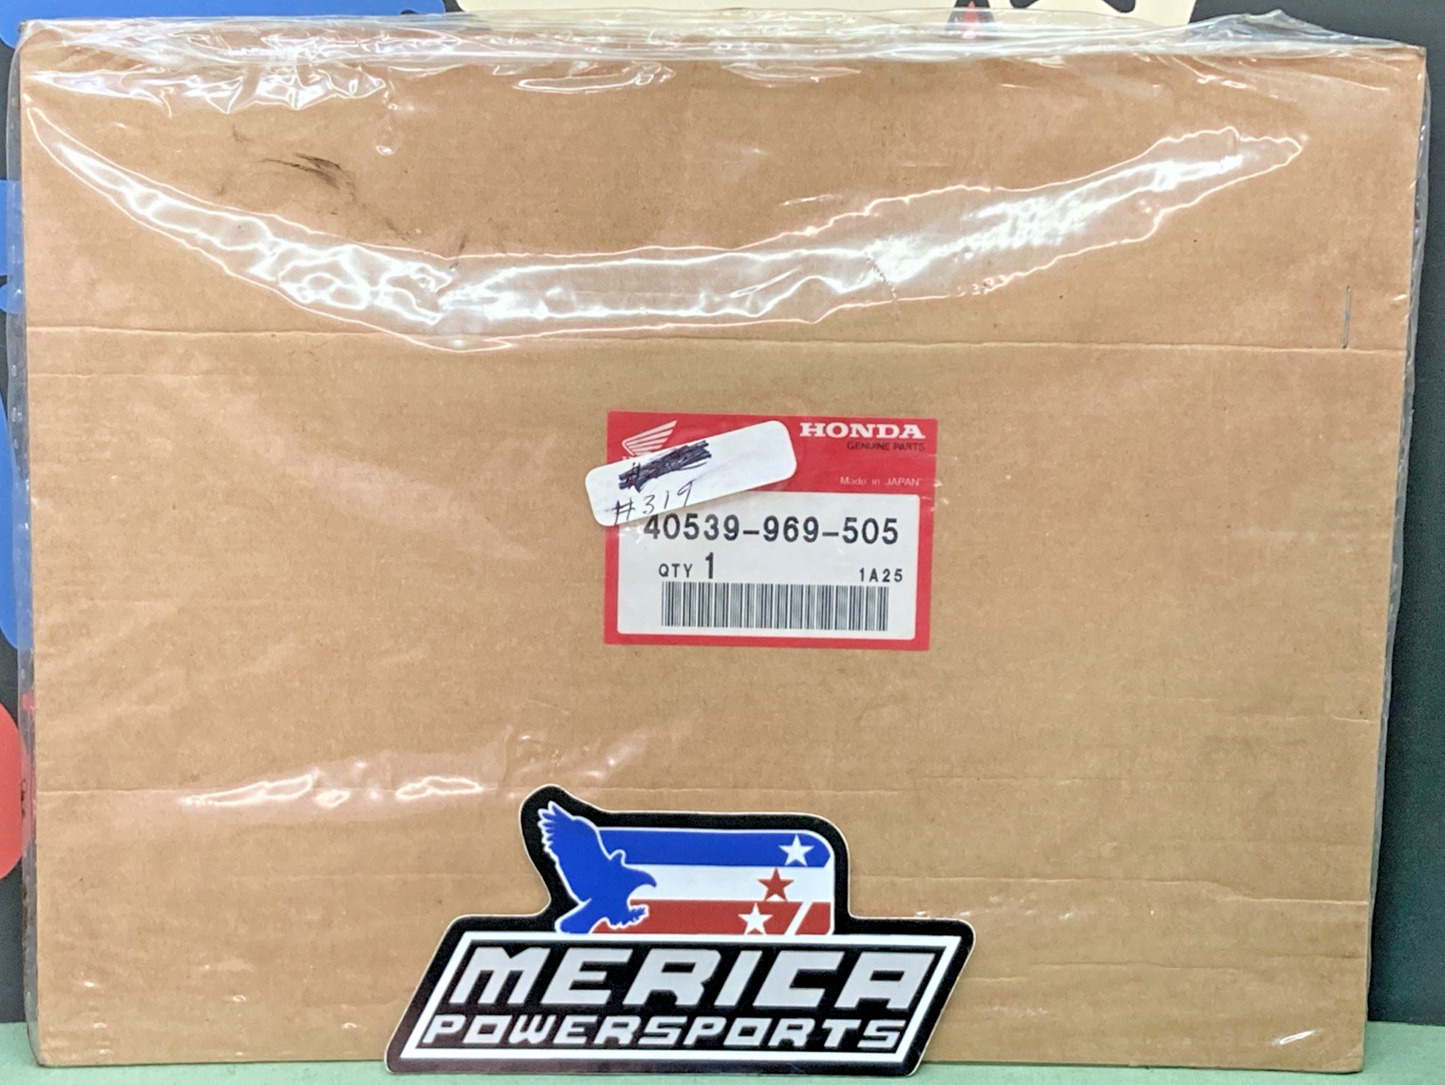 HONDA
GENUINE PARTS
Made in JAPAN
#319
40539-969-505
QTY 1 1A25
MERICA
POWERSPORTS